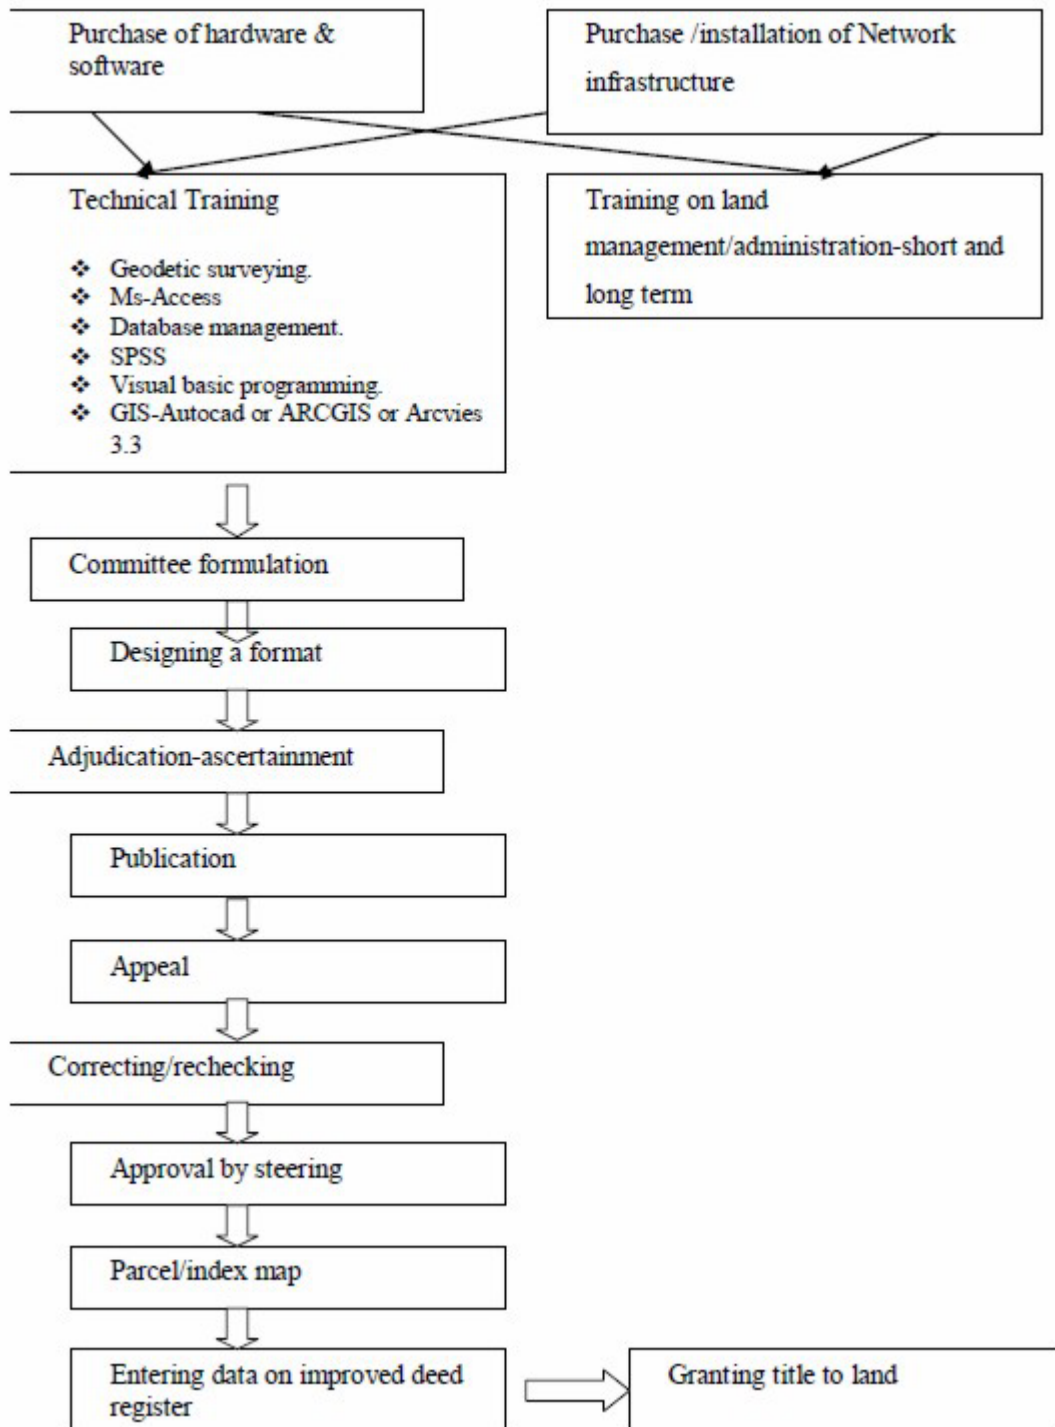 Purchase of hardware &
software
Purchase /installation of Network
infrastructure
Technical Training
❖ Geodetic surveying.
❖ Ms-Access
❖ Database management.
❖ SPSS
❖ Visual basic programming.
❖ GIS-Autocad or ARCGIS or Arcvies
3.3
Training on land
management/administration-short and
long term
Committee formulation
Designing a format
Adjudication-ascertainment
Publication
Appeal
Correcting/rechecking
Approval by steering
Parcel/index map
Entering data on improved deed
register
Granting title to land